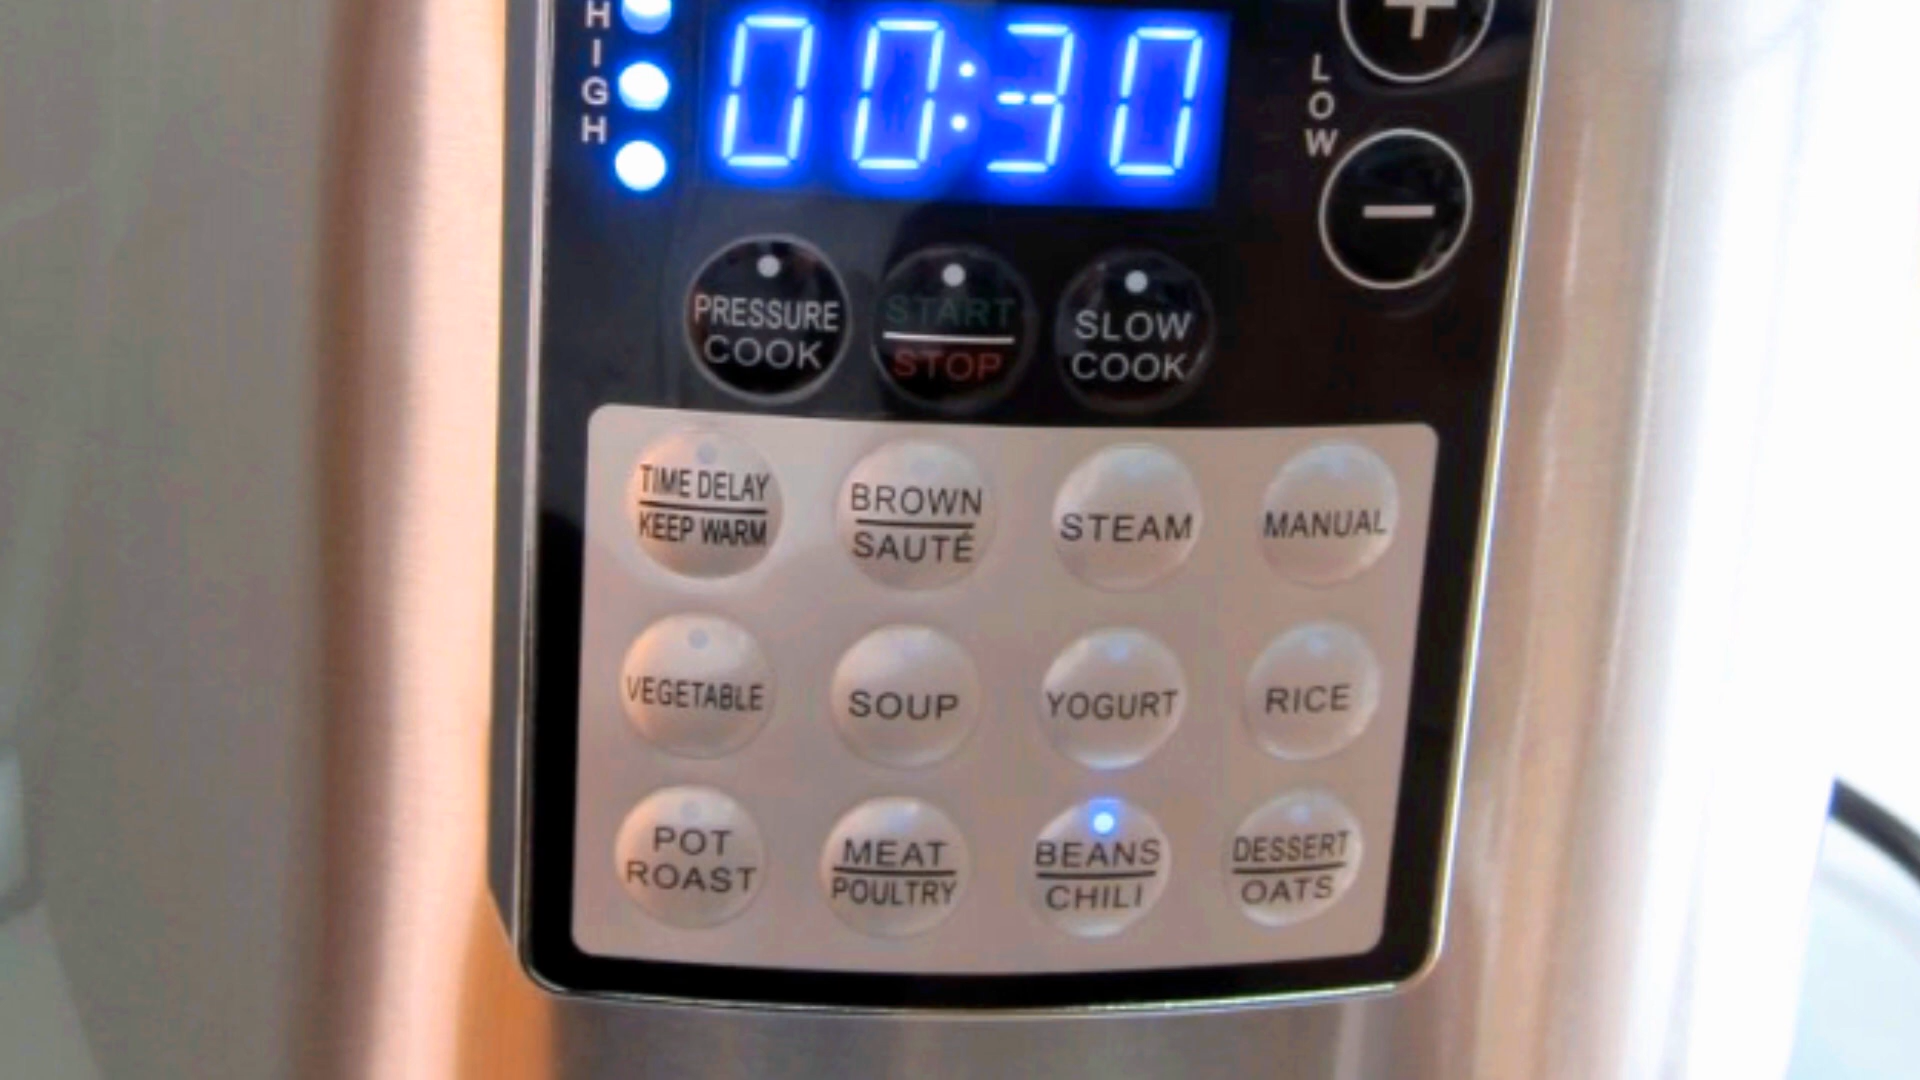 HIGH
00:30
+
LOW
−
PRESSURE
COOK
START
STOP
SLOW
COOK
TIME DELAY
KEEP WARM
BROWN
SAUTÉ
STEAM
MANUAL
VEGETABLE
SOUP
YOGURT
RICE
POT
ROAST
MEAT
POULTRY
BEANS
CHILI
DESSERT
OATS